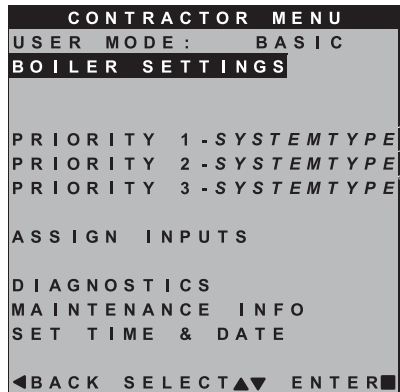 CONTRACTOR MENU
USER MODE: BASIC
BOILER SETTINGS
PRIORITY 1-SYSTEMTYPE
PRIORITY 2-SYSTEMTYPE
PRIORITY 3-SYSTEMTYPE
ASSIGN INPUTS
DIAGNOSTICS
MAINTENANCE INFO
SET TIME & DATE
◀BACK SELECT▲▼ ENTER■